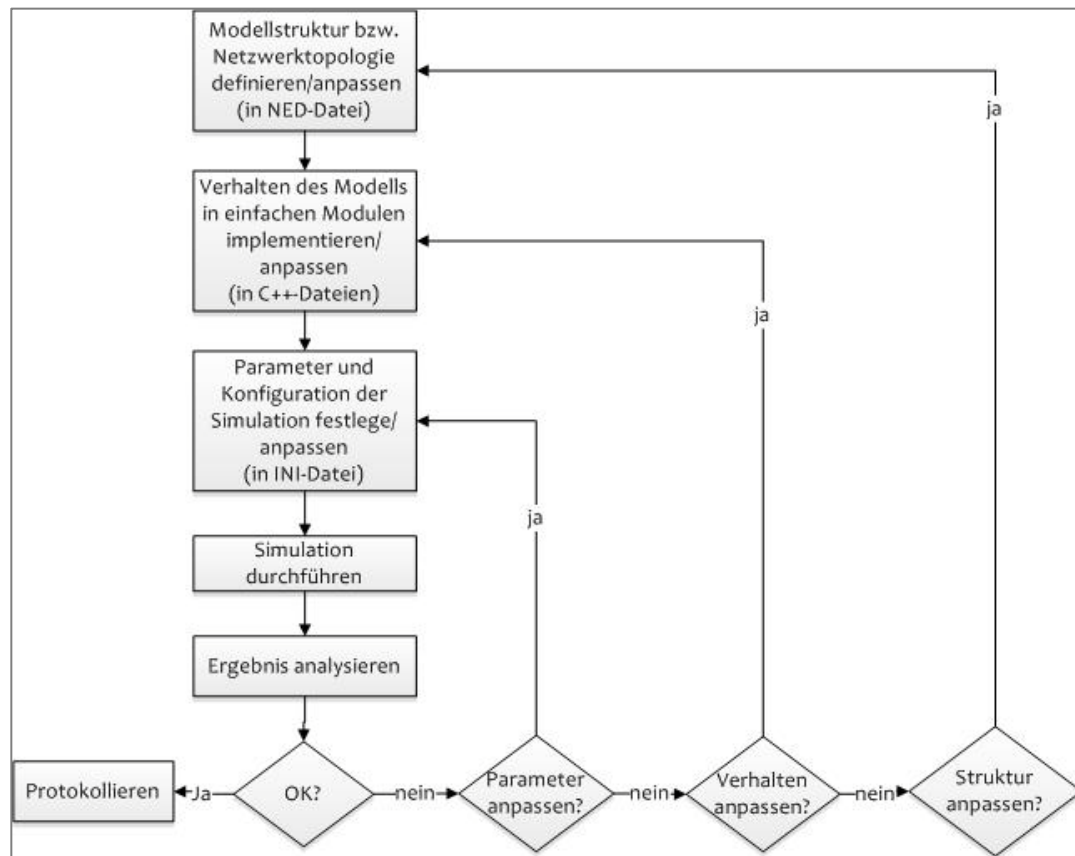 Modellstruktur bzw.
Netzwerktopologie
definieren/anpassen
(in NED-Datei)
ja
Verhalten des Modells
in einfachen Modulen
implementieren/
anpassen
(in C++-Dateien)
ja
Parameter und
Konfiguration der
Simulation festlege/
anpassen
(in INI-Datei)
ja
Simulation
durchführen
Ergebnis analysieren
Protokollieren
Ja
OK?
nein
Parameter
anpassen?
nein
Verhalten
anpassen?
nein
Struktur
anpassen?